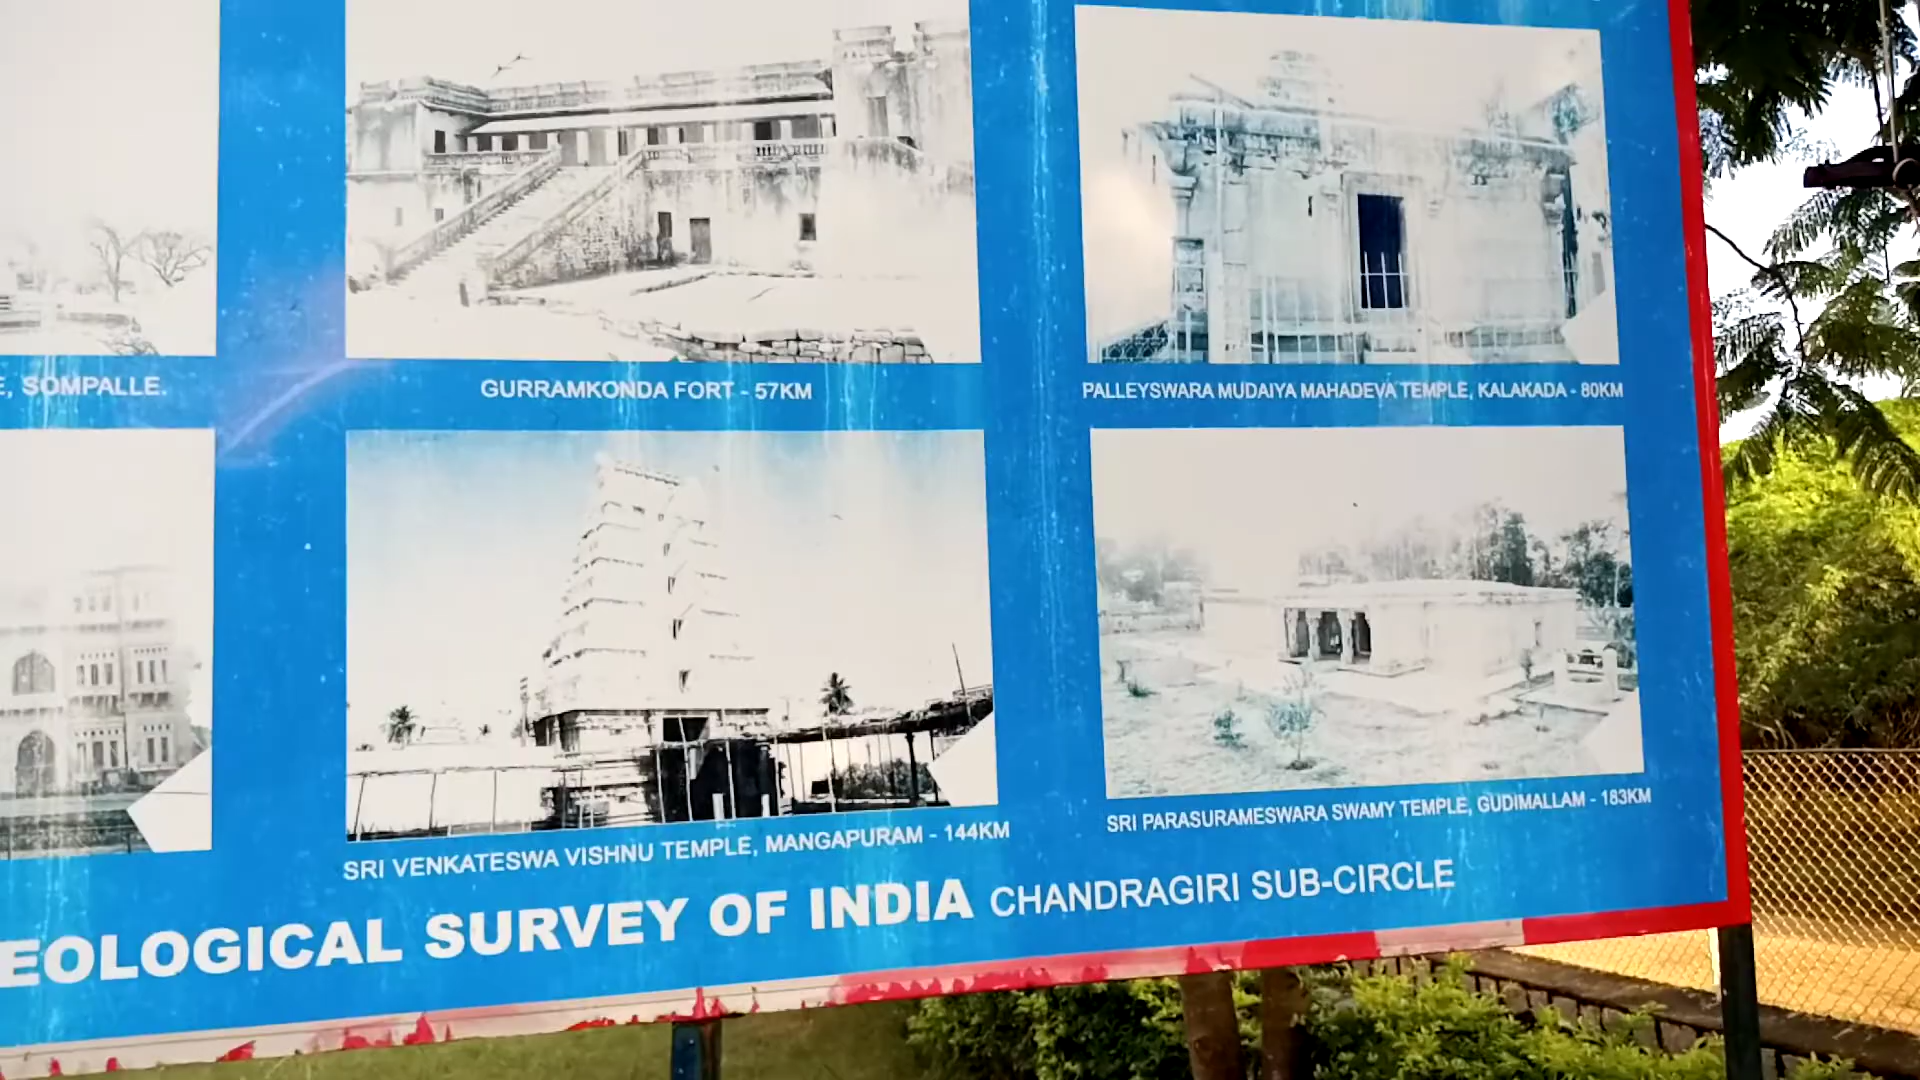 E, SOMPALLE.
GURRAMKONDA FORT - 57KM
PALLEYSWARA MUDAIYA MAHADEVA TEMPLE, KALAKADA - 80KM
SRI VENKATESWA VISHNU TEMPLE, MANGAPURAM - 144KM
SRI PARASURAMESWARA SWAMY TEMPLE, GUDIMALLAM - 183KM
EOLOGICAL SURVEY OF INDIA CHANDRAGIRI SUB-CIRCLE